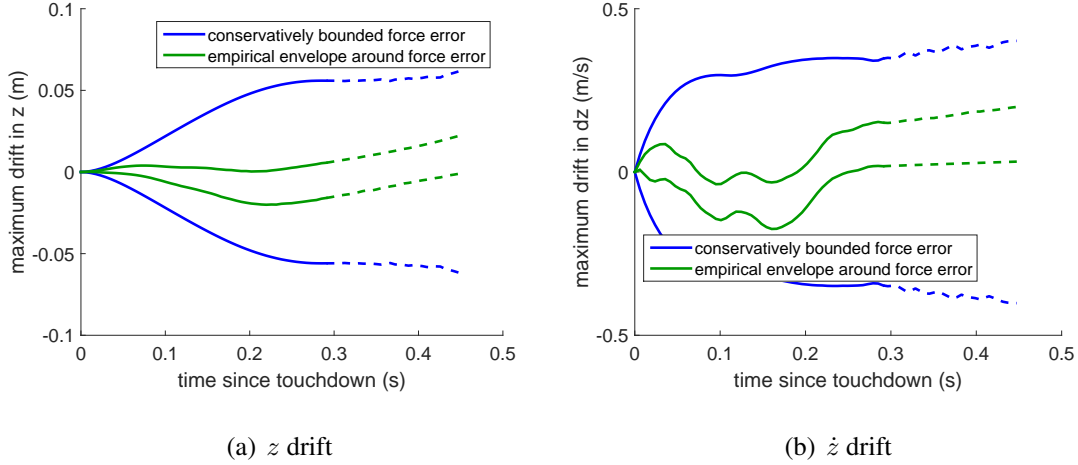 0.1
0.05
0
-0.05
-0.1
maximum drift in z (m)
conservatively bounded force error
empirical envelope around force error
0 0.1 0.2 0.3 0.4 0.5
time since touchdown (s)
(a) z drift
0.5
0
-0.5
maximum drift in dz (m/s)
conservatively bounded force error
empirical envelope around force error
0 0.1 0.2 0.3 0.4 0.5
time since touchdown (s)
(b) ż drift